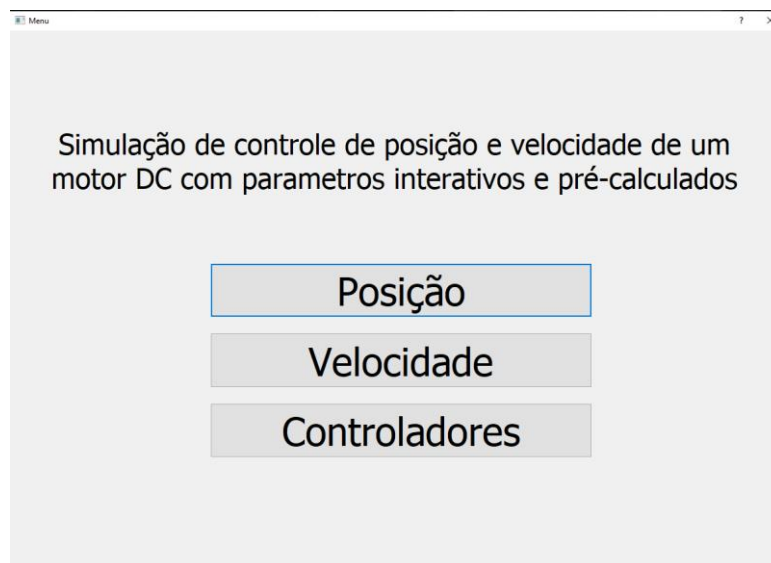 Menu
?
Simulação de controle de posição e velocidade de um
motor DC com parametros interativos e pré-calculados
Posição
Velocidade
Controladores